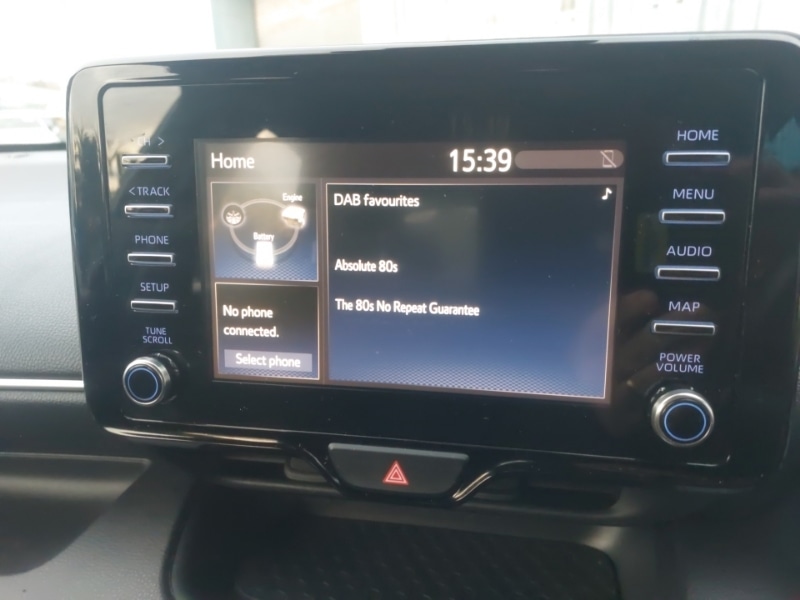 Home 15:39
Engine
Battery
No phone
connected.
Select phone
DAB favourites
Absolute 80s
The 80s No Repeat Guarantee
>
< TRACK
PHONE
SETUP
TUNE
SCROLL
HOME
MENU
AUDIO
MAP
POWER
VOLUME